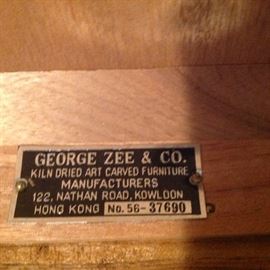 GEORGE ZEE & CO.
KILN DRIED ART CARVED FURNITURE
MANUFACTURERS
122, NATHAN ROAD, KOWLOON
HONG KONG No. 56-37690